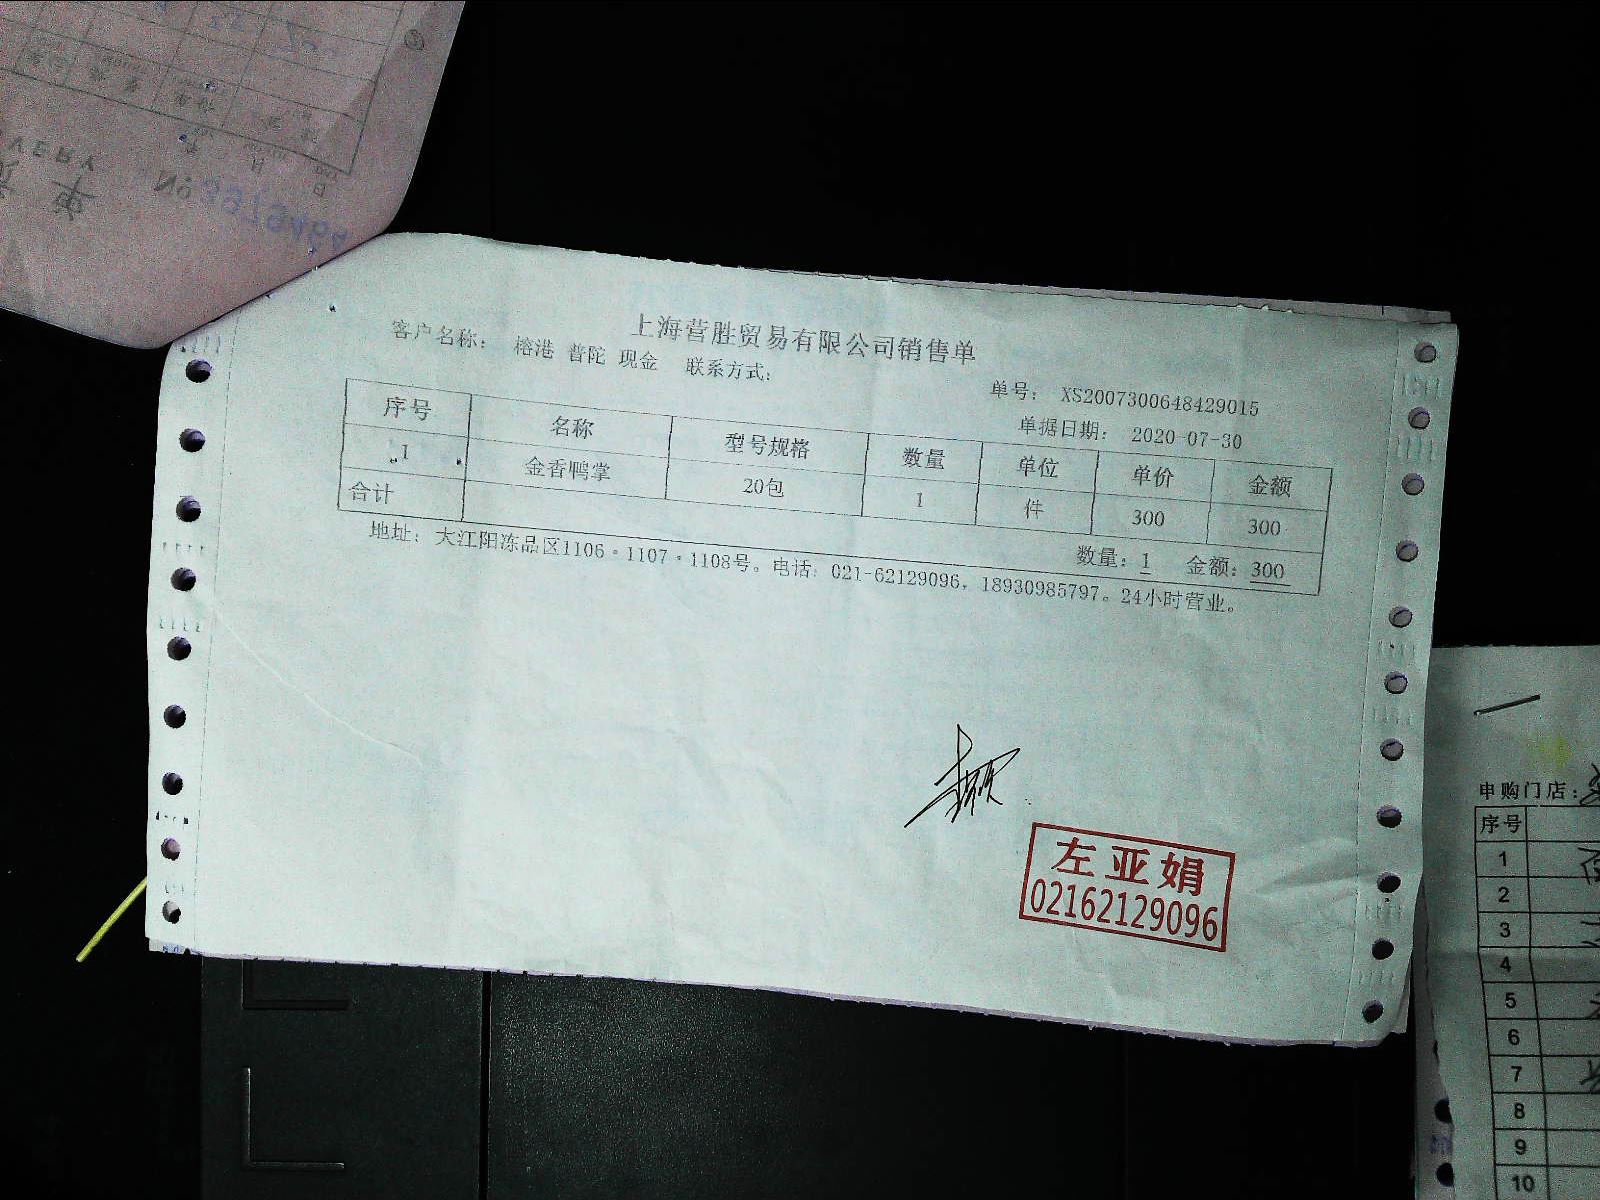 上海营胜贸易有限公司销售单
客户名称： 榕港 普陀 现金 联系方式：
单号： XS2007300648429015
单据日期： 2020-07-30
序号 名称 型号规格 数量 单位 单价 金额
1 金香鸭掌 20包 1 件 300 300
合计 数量：1 金额：300
地址：大江阳冻品区1106·1107·1108号。电话：021-62129096，18930985797。24小时营业。
左亚娟
02162129096
申购门店：
序号
1
2
3
4
5
6
7
8
9
10